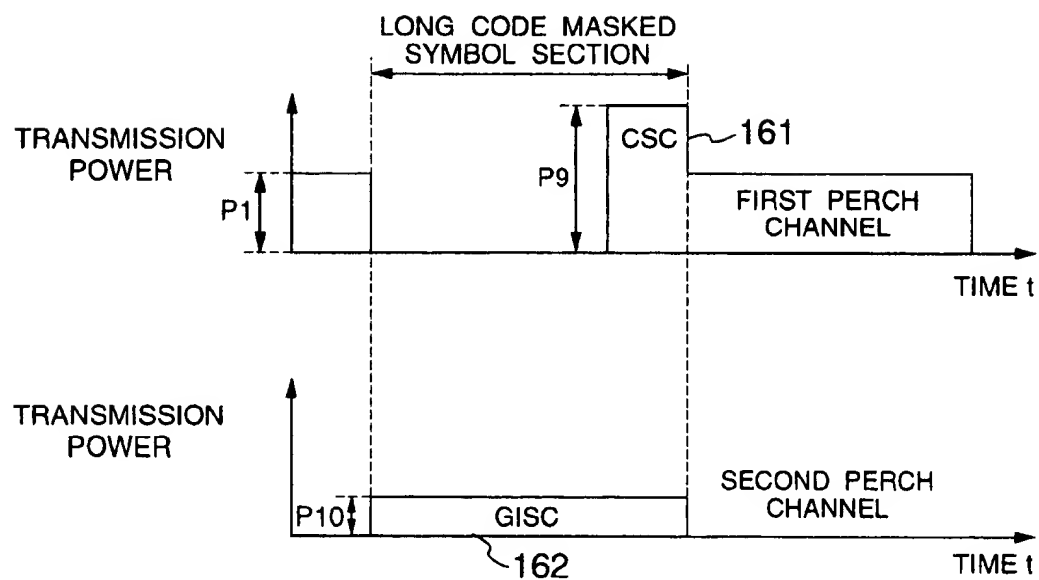 LONG CODE MASKED
SYMBOL SECTION
TRANSMISSION
POWER
P1
P9
CSC
161
FIRST PERCH
CHANNEL
TIME t
TRANSMISSION
POWER
P10
GISC
162
SECOND PERCH
CHANNEL
TIME t